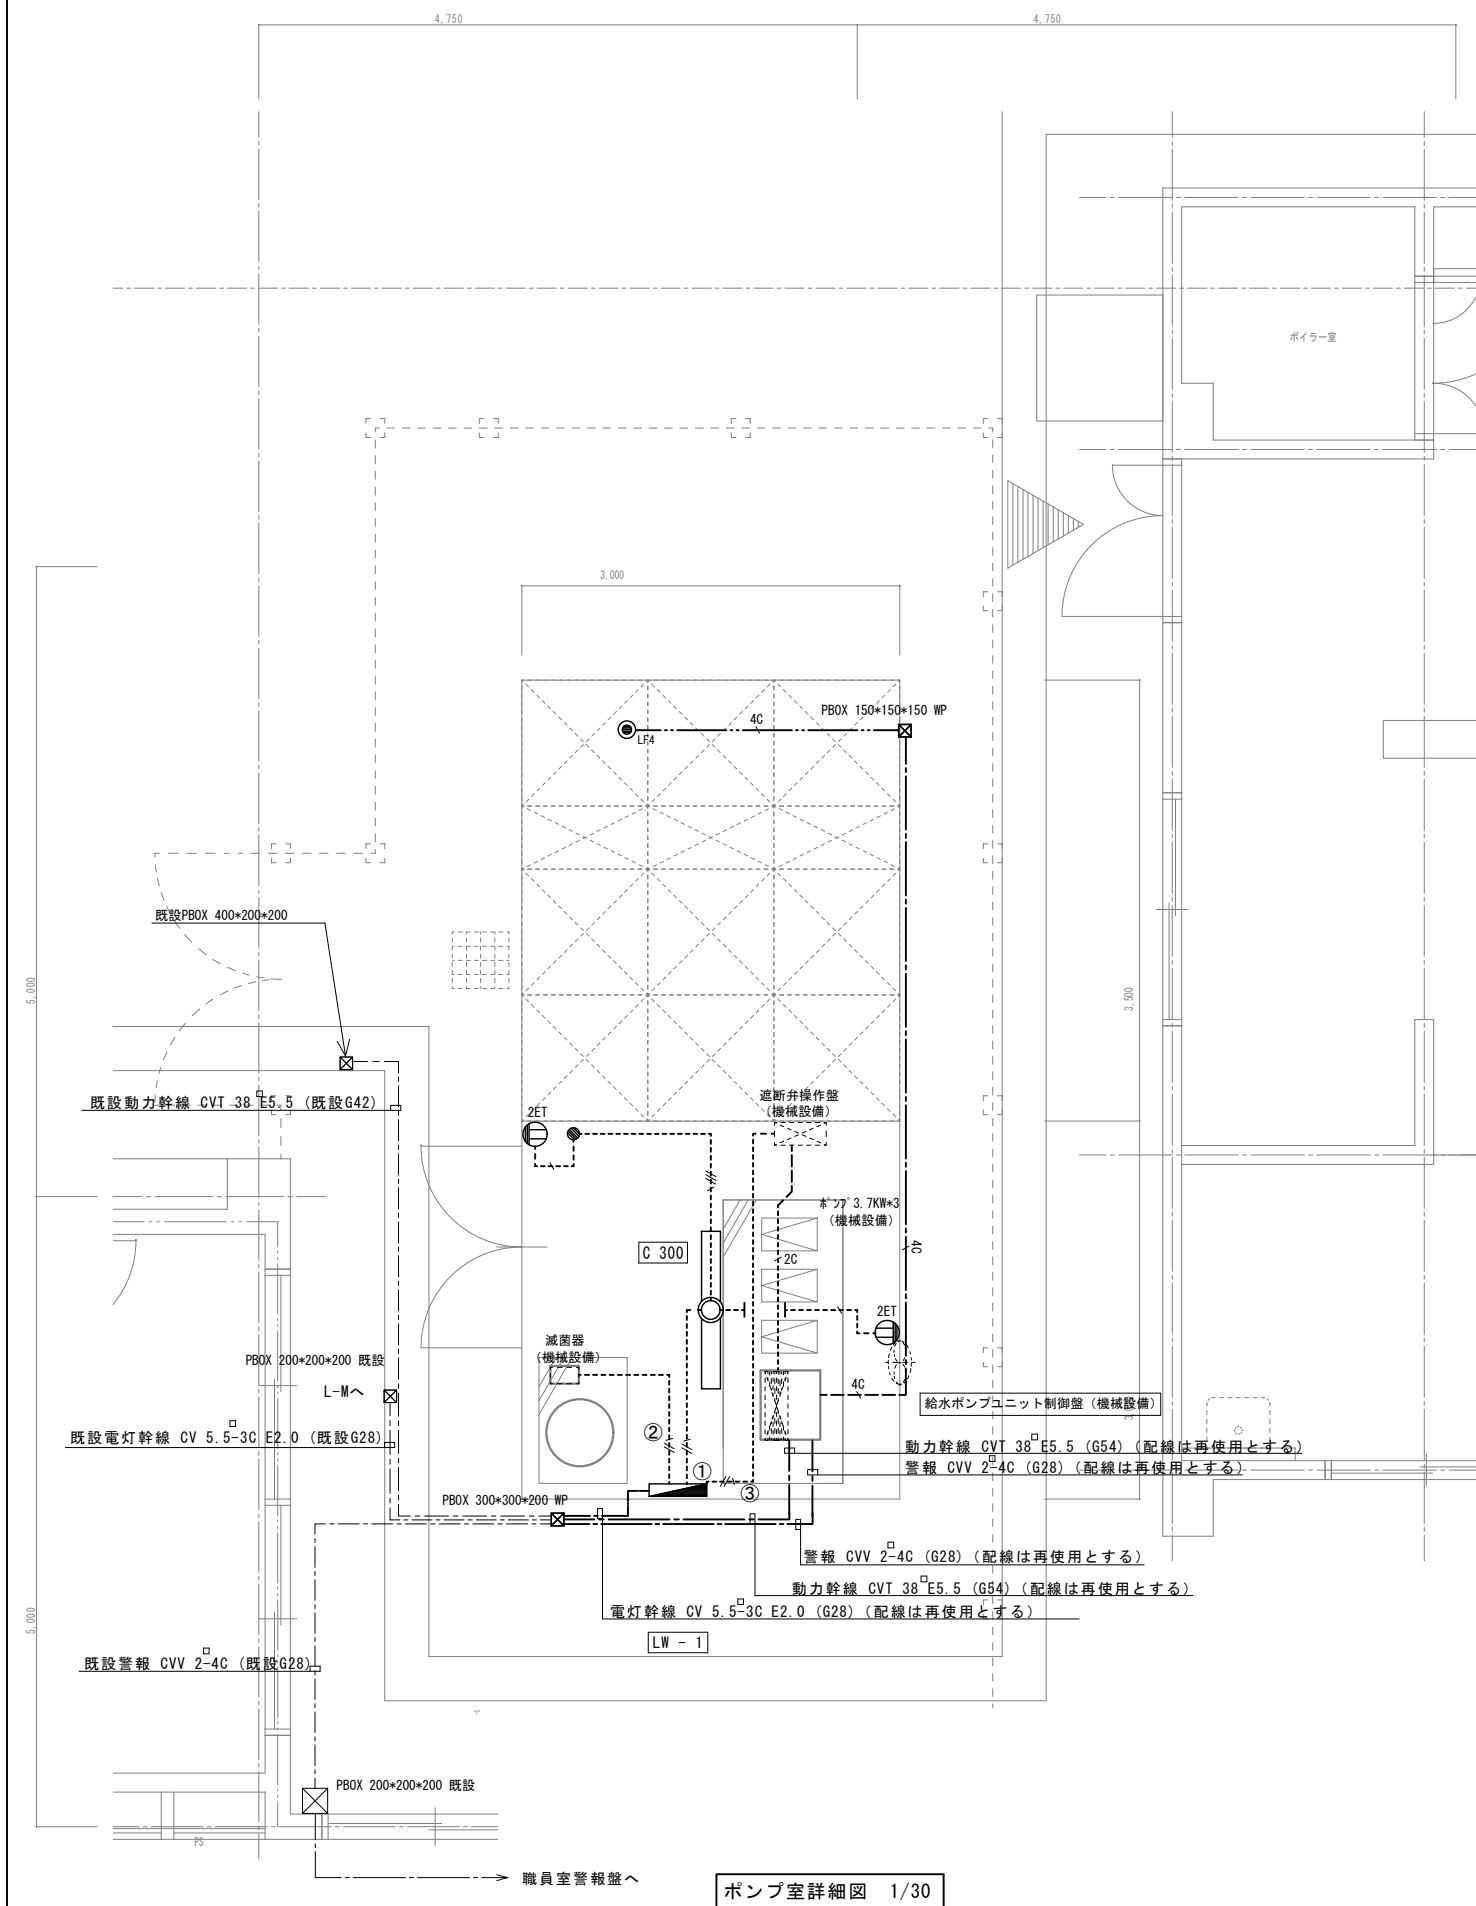 4,750
4,750
ボイラー室
3,000
PBOX 150*150*150 WP
4C
LF4
既設PBOX 400*200*200
5,000
3,500
既設動力幹線 CVT 38□E5.5 (既設G42)
遮断弁操作盤
(機械設備)
2ET
ポンプ 3.7KW*3
(機械設備)
C 300
4C
2C
2ET
滅菌器
(機械設備)
PBOX 200*200*200 既設
L-Mへ
4C
給水ポンプユニット制御盤 (機械設備)
既設電灯幹線 CV 5.5□-3C E2.0 (既設G28)
②
動力幹線 CVT 38□E5.5 (G54) (配線は再使用とする)
警報 CVV 2□-4C (G28) (配線は再使用とする)
①
③
PBOX 300*300*200 WP
警報 CVV 2□-4C (G28) (配線は再使用とする)
動力幹線 CVT 38□E5.5 (G54) (配線は再使用とする)
電灯幹線 CV 5.5□-3C E2.0 (G28) (配線は再使用とする)
5,000
LW - 1
既設警報 CVV 2□-4C (既設G28)
PBOX 200*200*200 既設
PS
職員室警報盤へ
ポンプ室詳細図 1/30